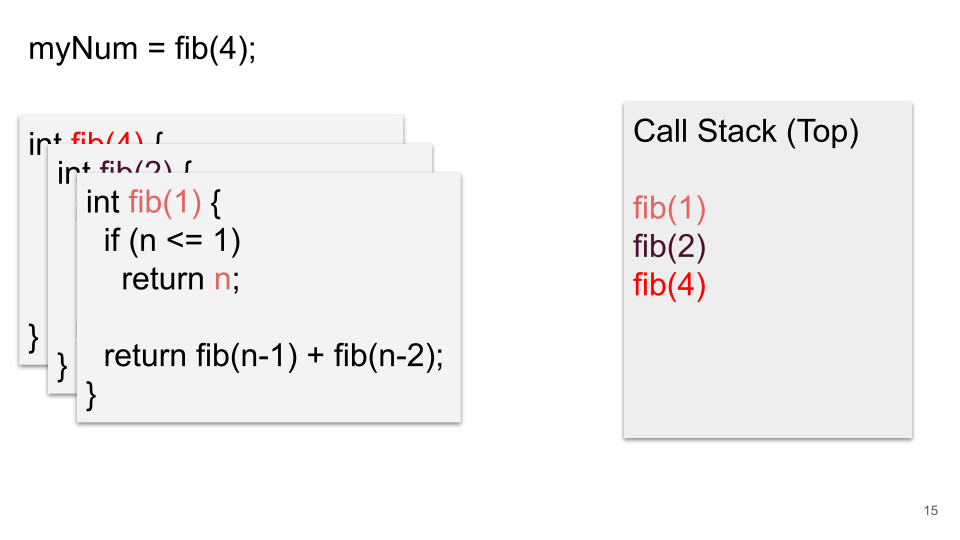 myNum = fib(4);
int fib(4) {
int fib(2) {
int fib(1) {
if (n <= 1)
return n;
return fib(n-1) + fib(n-2);
}
}
}
Call Stack (Top)
fib(1)
fib(2)
fib(4)
15